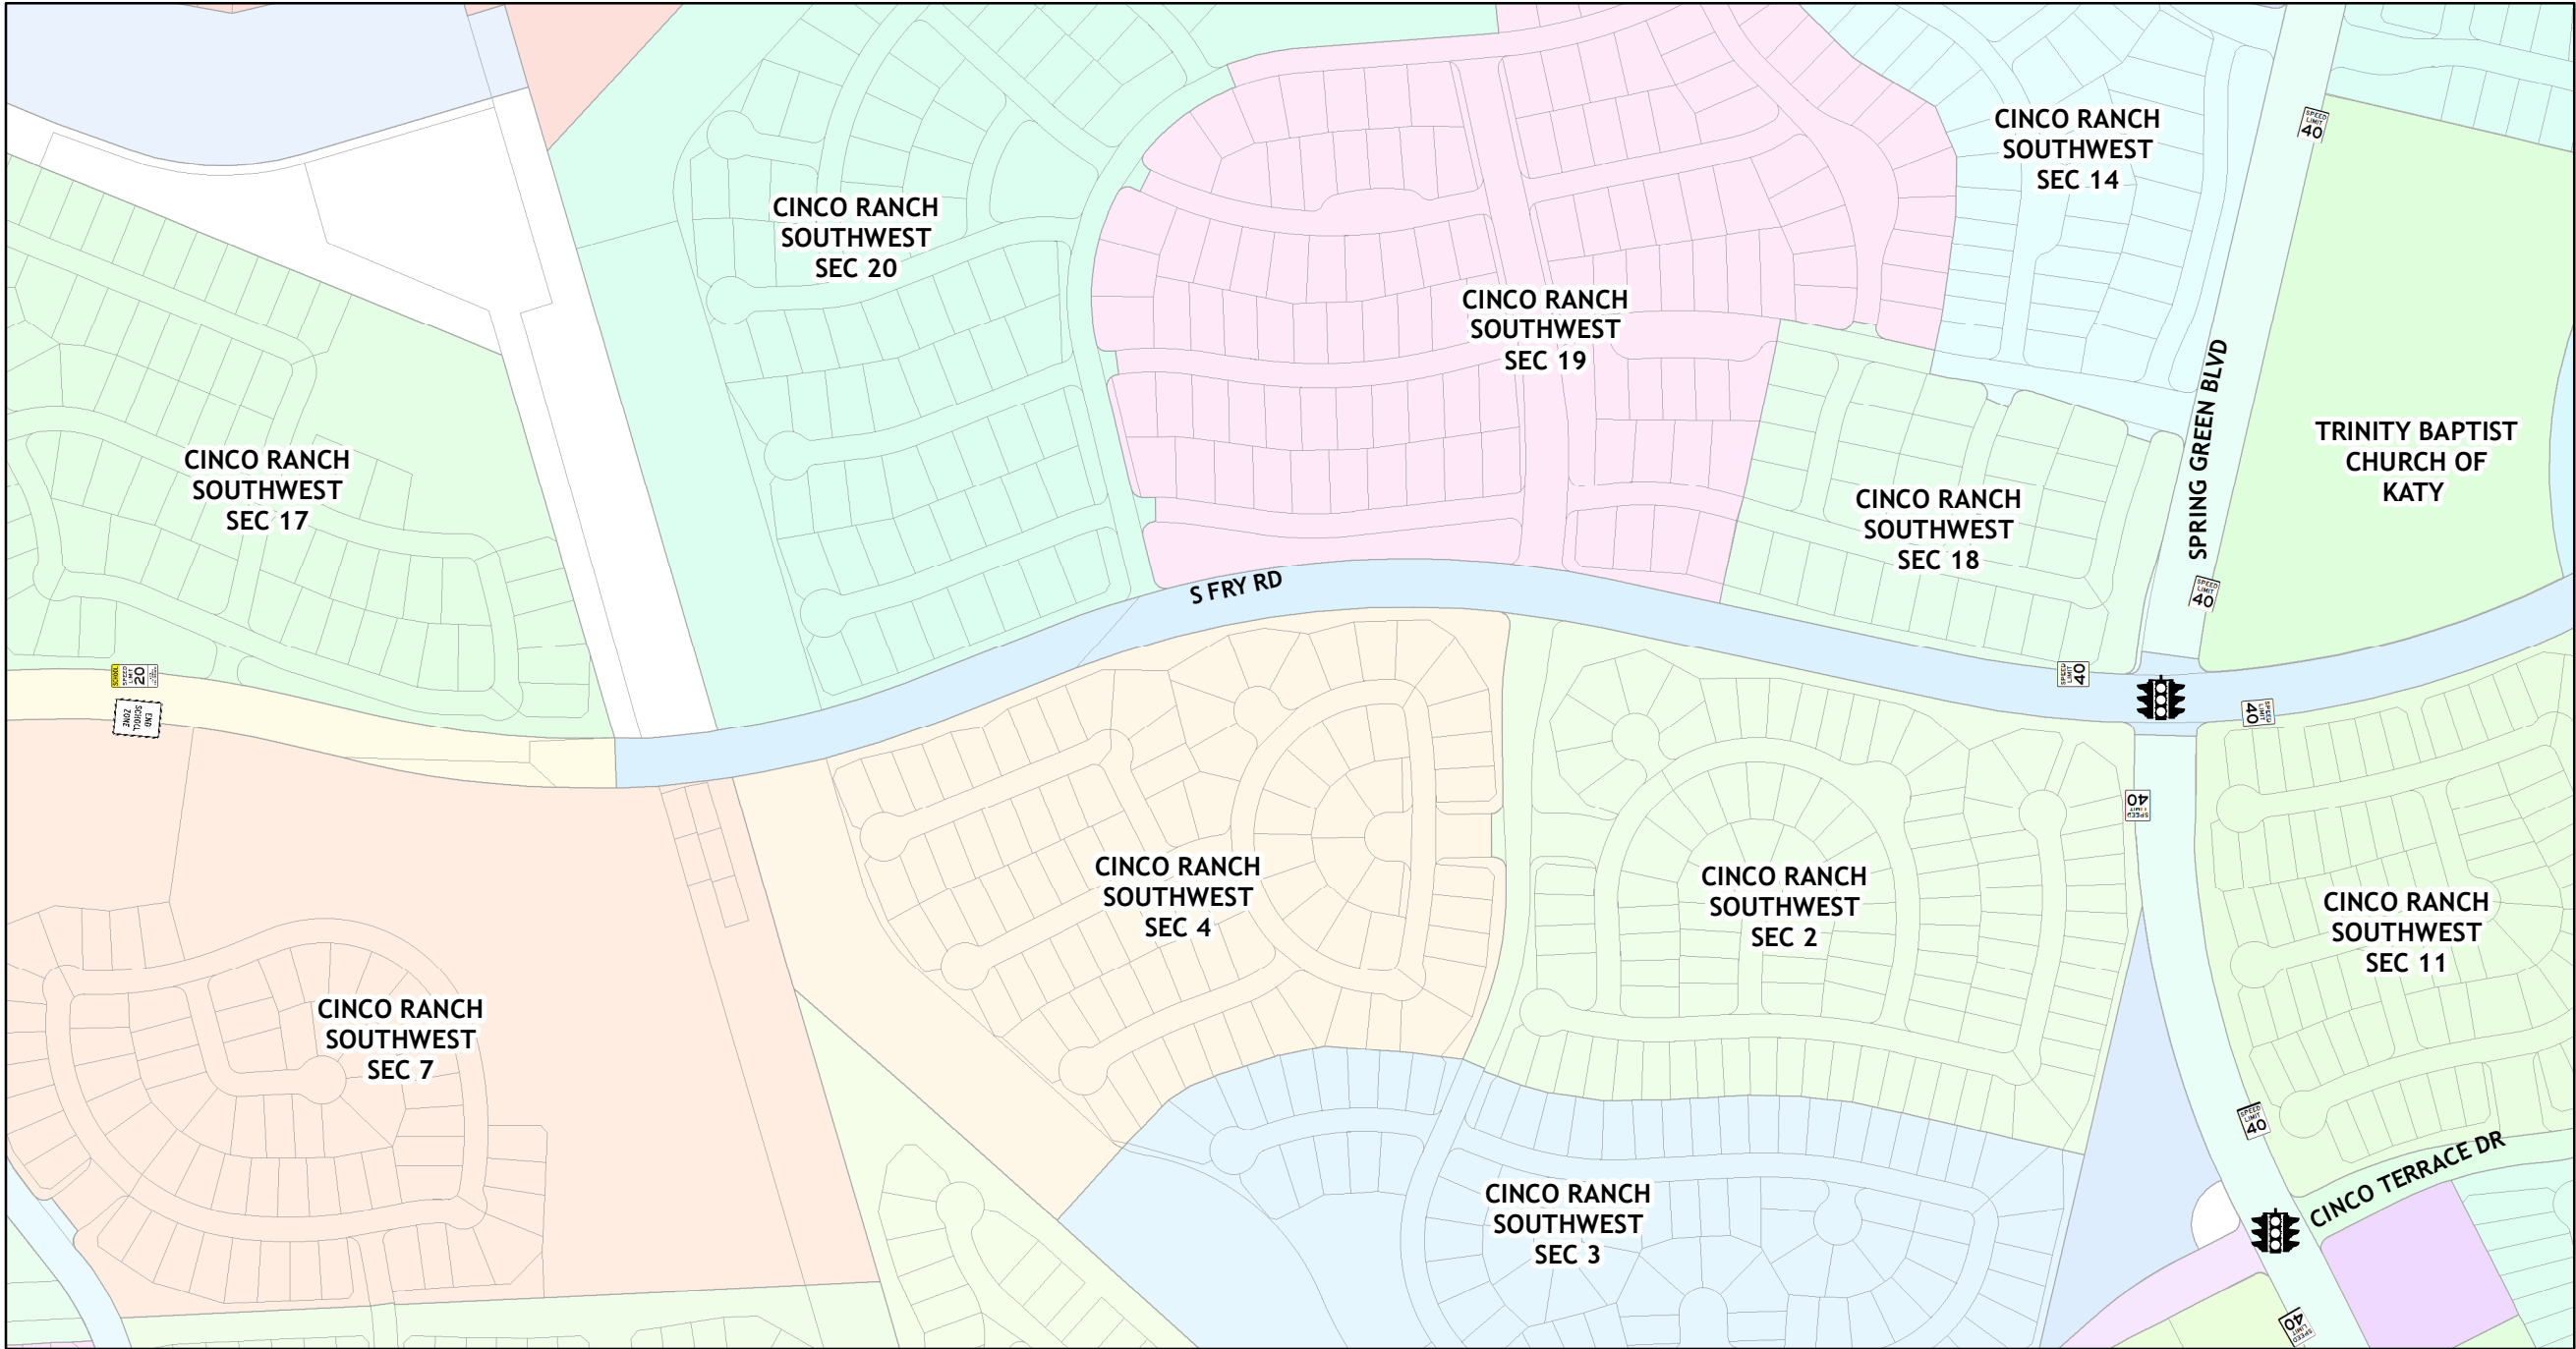 CINCO RANCH
SOUTHWEST
SEC 14
SPEED
LIMIT
40
CINCO RANCH
SOUTHWEST
SEC 20
CINCO RANCH
SOUTHWEST
SEC 19
SPRING GREEN BLVD
TRINITY BAPTIST
CHURCH OF
KATY
CINCO RANCH
SOUTHWEST
SEC 17
CINCO RANCH
SOUTHWEST
SEC 18
S FRY RD
SPEED
LIMIT
40
SCHOOL
SPEED
LIMIT
20
SPEED
LIMIT
40
END
SCHOOL
ZONE
SPEED
LIMIT
40
SPEED
LIMIT
40
CINCO RANCH
SOUTHWEST
SEC 4
CINCO RANCH
SOUTHWEST
SEC 2
CINCO RANCH
SOUTHWEST
SEC 11
CINCO RANCH
SOUTHWEST
SEC 7
SPEED
LIMIT
40
CINCO TERRACE DR
CINCO RANCH
SOUTHWEST
SEC 3
SPEED
LIMIT
40